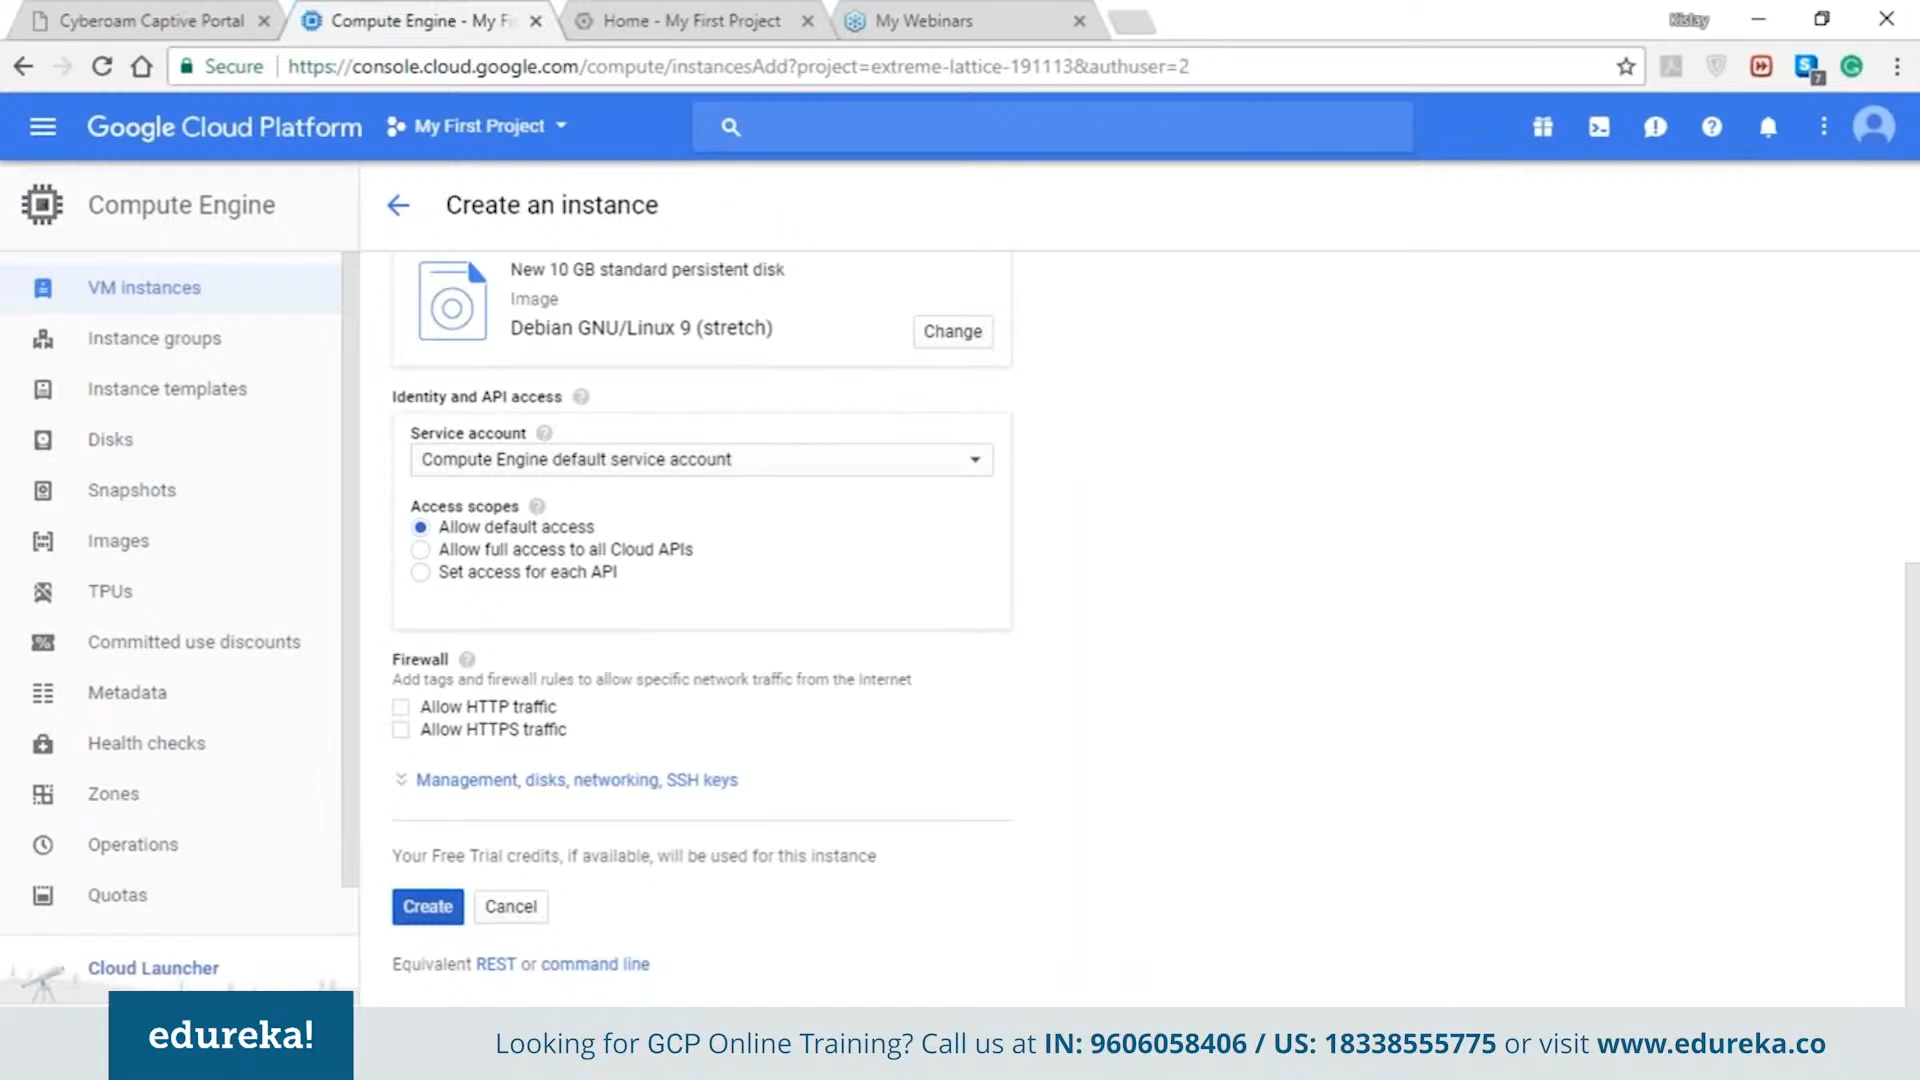 Cyberoam Captive Portal
Compute Engine - My Fi
Home - My First Project
My Webinars
Kislay
Secure
https://console.cloud.google.com/compute/instancesAdd?project=extreme-lattice-191113&authuser=2
7
Google Cloud Platform
My First Project
Compute Engine
Create an instance
VM instances
Instance groups
Instance templates
Disks
Snapshots
Images
TPUs
Committed use discounts
Metadata
Health checks
Zones
Operations
Quotas
Cloud Launcher
New 10 GB standard persistent disk
Image
Debian GNU/Linux 9 (stretch)
Change
Identity and API access
Service account
Compute Engine default service account
Access scopes
Allow default access
Allow full access to all Cloud APIs
Set access for each API
Firewall
Add tags and firewall rules to allow specific network traffic from the Internet
Allow HTTP traffic
Allow HTTPS traffic
Management, disks, networking, SSH keys
Your Free Trial credits, if available, will be used for this instance
Create
Cancel
Equivalent REST or command line
edureka!
Looking for GCP Online Training? Call us at IN: 9606058406 / US: 18338555775 or visit www.edureka.co